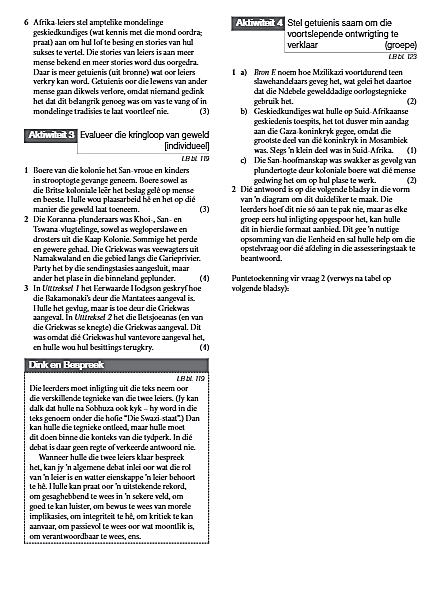 6 Afrika-leiers stel amptelike mondelinge
geskiedkundiges (wat kennis met die mond oordra;
praat) aan om hul lof te besing en stories van hul
sukses te vertel. Die stories van leiers is aan meer
mense bekend en meer stories word dus oorgedra.
Daar is meer getuienis (uit bronne) wat oor leiers
verkry kan word. Getuienis oor die lewens van ander
mense gaan dikwels verlore, omdat niemand gedink
het dat dit belangrik genoeg was om vas te vang of in
mondelinge tradisies te laat voortleef nie. (3)
Aktiwiteit 3 Evalueer die kringloop van geweld
[individueel]
LB bl. 119
1 Boere van die kolonie het San-vroue en kinders
in strooptogte gevange geneem. Boere sowel as
die Britse koloniale leër het beslag gelê op mense
en beeste. Hulle wou plaasarbeid hê en het op dié
manier die geweld laat toeneem. (3)
2 Die Koranna-plunderaars was Khoi-, San- en
Tswana-vlugtelinge, sowel as wegloperslawe en
drosters uit die Kaap Kolonie. Sommige het perde
en gewere gehad. Die Griekwas was veewagters uit
Namakwaland en die gebied langs die Garieprivier.
Party het by die sendingstasies aangesluit, maar
ander het plase in die binneland geplunder. (4)
3 In Uittreksel 1 het Eerwaarde Hodgson geskryf hoe
die Bakamonaki's deur die Mantatees aangeval is.
Hulle het gevlug, maar is toe deur die Griekwas
aangeval. In Uittreksel 2 het die Iletsjoeanas (en van
die Griekwas se knegte) die Griekwas aangeval. Dit
was omdat dié Griekwas hul vantevore aangeval het,
en hulle wou hul besittings terugkry. (4)
Dink en Bespreek
LB bl. 119
Die leerders moet inligting uit die teks neem oor
die verskillende tegnieke van die twee leiers. (Jy kan
dalk dat hulle na Sobhuza ook kyk – hy word in die
teks genoem onder die hofie "Die Swazi-staat".) Dan
kan hulle die tegnieke ontleed, maar hulle moet
dit doen binne die konteks van die tydperk. In dié
debat is daar geen regte of verkeerde antwoord nie.
Wanneer hulle die twee leiers klaar bespreek
het, kan jy 'n algemene debat inlei oor wat die rol
van 'n leier is en watter eienskappe 'n leier behoort
te hê. Hulle kan praat oor 'n uitstekende rekord,
om gesaghebbend te wees in 'n sekere veld, om
goed te kan luister, om bewus te wees van morele
implikasies, om integriteit te hê, om kritiek te kan
aanvaar, om passievol te wees oor wat moontlik is,
om verantwoordbaar te wees, ens.
Aktiwiteit 4 Stel getuienis saam om die
voortslepende ontwrigting te
verklaar (groepe)
LB bl. 123
1 a) Bron E noem hoe Mzilikazi voortdurend teen
slawehandelaars geveg het, wat gelei het daartoe
dat die Ndebele gewelddadige oorlogstegnieke
gebruik het. (2)
b) Geskiedkundiges wat hulle op Suid-Afrikaanse
geskiedenis toespits, het tot dusver min aandag
aan die Gaza-koninkryk gegee, omdat die
grootste deel van dié koninkryk in Mosambiek
was. Slegs 'n klein deel was in Suid-Afrika. (1)
c) Die San-hoofmanskap was swakker as gevolg van
plundertogte deur koloniale boere wat dié mense
gedwing het om op hul plase te werk. (2)
2 Dié antwoord is op die volgende bladsy in die vorm
van 'n diagram om dit duideliker te maak. Die
leerders hoef dit nie só aan te pak nie, maar as elke
groep eers hul inligting opgespoor het, kan hulle
dit in hierdie formaat aanbied. Dit gee 'n nuttige
opsomming van die Eenheid en sal hulle help om die
opstelvraag oor dié afdeling in die assesseringstaak te
beantwoord.
Puntetoekenning vir vraag 2 (verwys na tabel op
volgende bladsy):